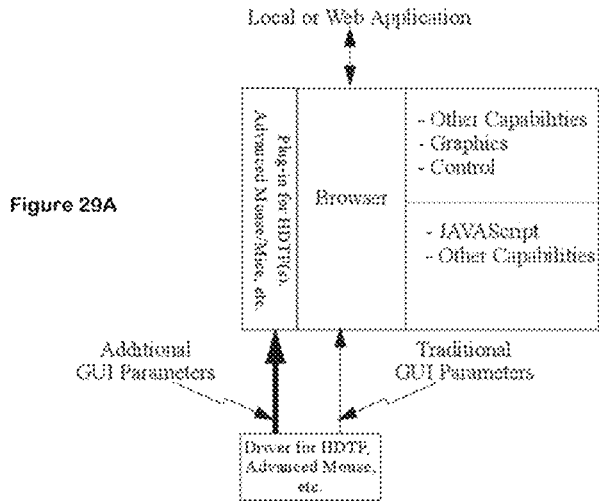 Local or Web Application
Plug-in for HDTP(s),
Advanced Mouse/Mice, etc.
Browser
- Other Capabilities
- Graphics
- Control
- JAVAScript
- Other Capabilities
Figure 29A
Additional
GUI Parameters
Traditional
GUI Parameters
Driver for HDTP,
Advanced Mouse,
etc.